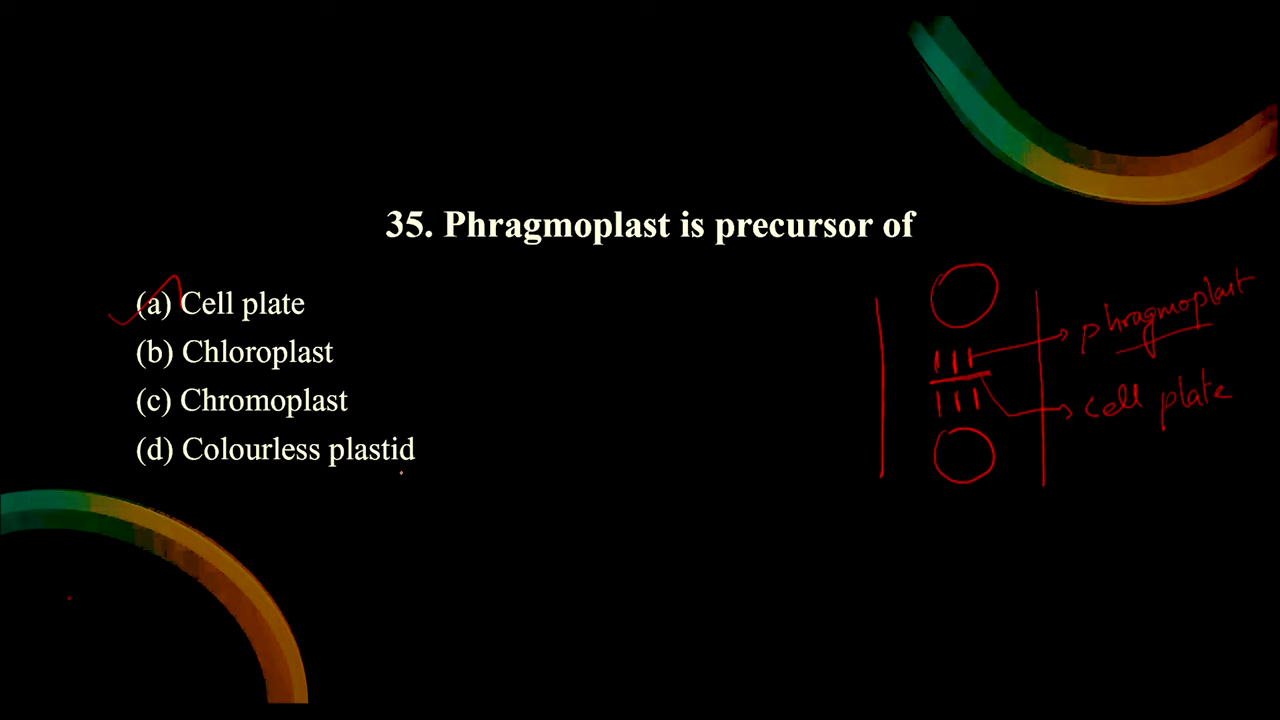 35. Phragmoplast is precursor of
(a) Cell plate
(b) Chloroplast
(c) Chromoplast
(d) Colourless plastid
phragmoplast
cell plate